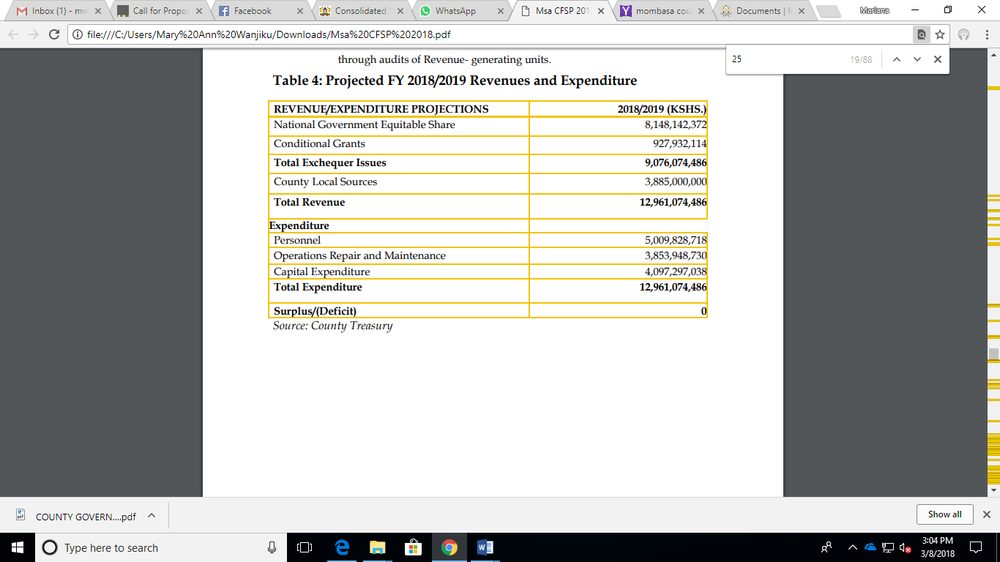 Inbox (1) - mw
Call for Propos
Facebook
Consolidated
WhatsApp
Msa CFSP 201
mombasa cou
Documents |
Mariana
file:///C:/Users/Mary%20Ann%20Wanjiku/Downloads/Msa%20CFSP%202018.pdf
25 19/88
through audits of Revenue- generating units.
Table 4: Projected FY 2018/2019 Revenues and Expenditure
REVENUE/EXPENDITURE PROJECTIONS 2018/2019 (KSHS.)
National Government Equitable Share 8,148,142,372
Conditional Grants 927,932,114
Total Exchequer Issues 9,076,074,486
County Local Sources 3,885,000,000
Total Revenue 12,961,074,486
Expenditure
Personnel 5,009,828,718
Operations Repair and Maintenance 3,853,948,730
Capital Expenditure 4,097,297,038
Total Expenditure 12,961,074,486
Surplus/(Deficit) 0
Source: County Treasury
COUNTY GOVERN....pdf
Show all
Type here to search
3:04 PM
3/8/2018